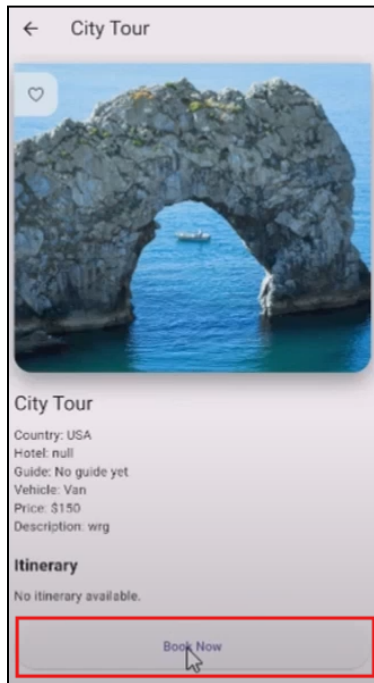 City Tour
City Tour
Country: USA
Hotel: null
Guide: No guide yet
Vehicle: Van
Price: $150
Description: wrg
Itinerary
No itinerary available.
Book Now